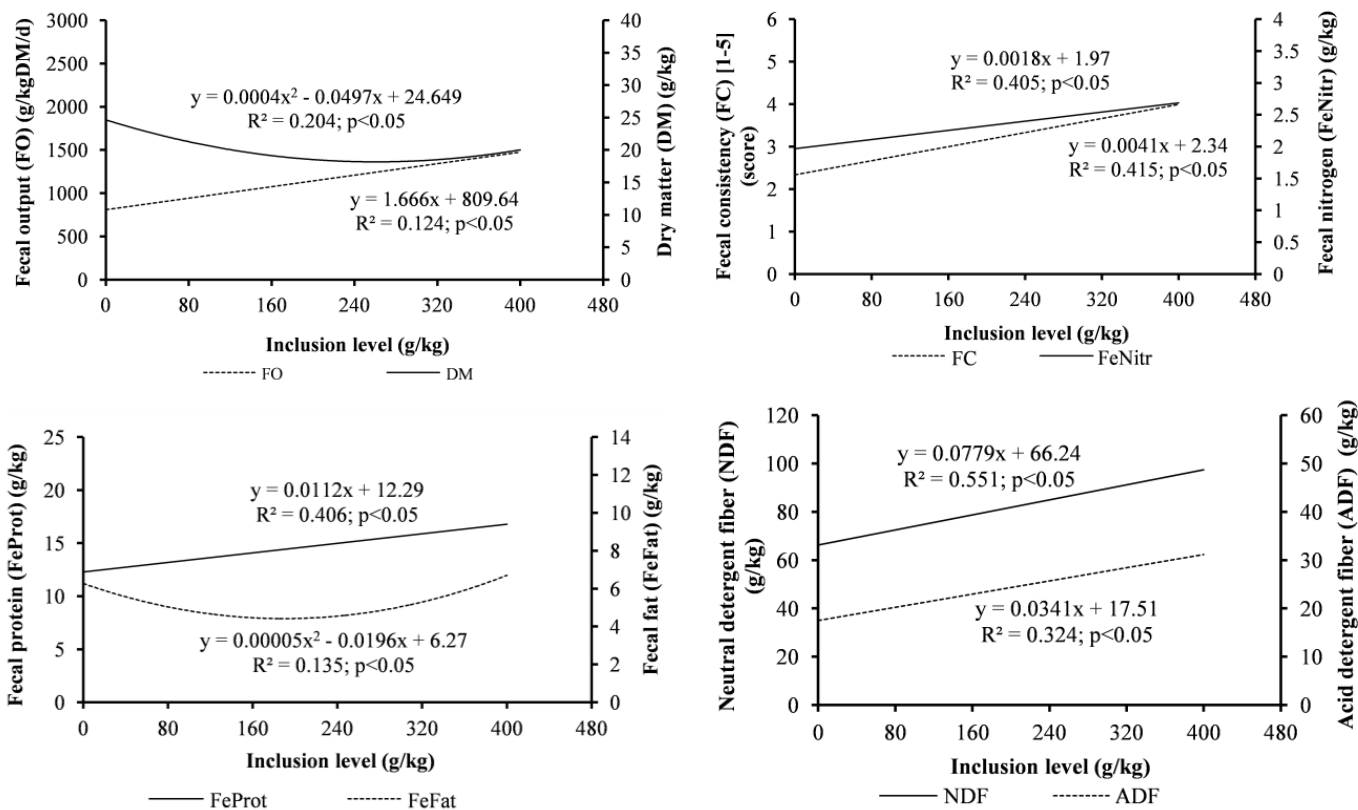 Fecal output (FO) (g/kgDM/d)
3000
2500
2000
1500
1000
500
0
y = 0.0004x² - 0.0497x + 24.649
R² = 0.204; p<0.05
y = 1.666x + 809.64
R² = 0.124; p<0.05
40
35
30
25
20
15
10
5
0
Dry matter (DM) (g/kg)
0 80 160 240 320 400 480
Inclusion level (g/kg)
FO DM
Fecal consistency (FC) [1-5]
(score)
6
5
4
3
2
1
0
y = 0.0018x + 1.97
R² = 0.405; p<0.05
y = 0.0041x + 2.34
R² = 0.415; p<0.05
4
3.5
3
2.5
2
1.5
1
0.5
0
Fecal nitrogen (FeNitr) (g/kg)
0 80 160 240 320 400 480
Inclusion level (g/kg)
FC FeNitr
Fecal protein (FeProt) (g/kg)
25
20
15
10
5
0
y = 0.0112x + 12.29
R² = 0.406; p<0.05
y = 0.00005x² - 0.0196x + 6.27
R² = 0.135; p<0.05
14
12
10
8
6
4
2
0
Fecal fat (FeFat) (g/kg)
0 80 160 240 320 400 480
Inclusion level (g/kg)
FeProt FeFat
Neutral detergent fiber (NDF)
(g/kg)
120
100
80
60
40
20
0
y = 0.0779x + 66.24
R² = 0.551; p<0.05
y = 0.0341x + 17.51
R² = 0.324; p<0.05
60
50
40
30
20
10
0
Acid detergent fiber (ADF) (g/kg)
0 80 160 240 320 400 480
Inclusion level (g/kg)
NDF ADF